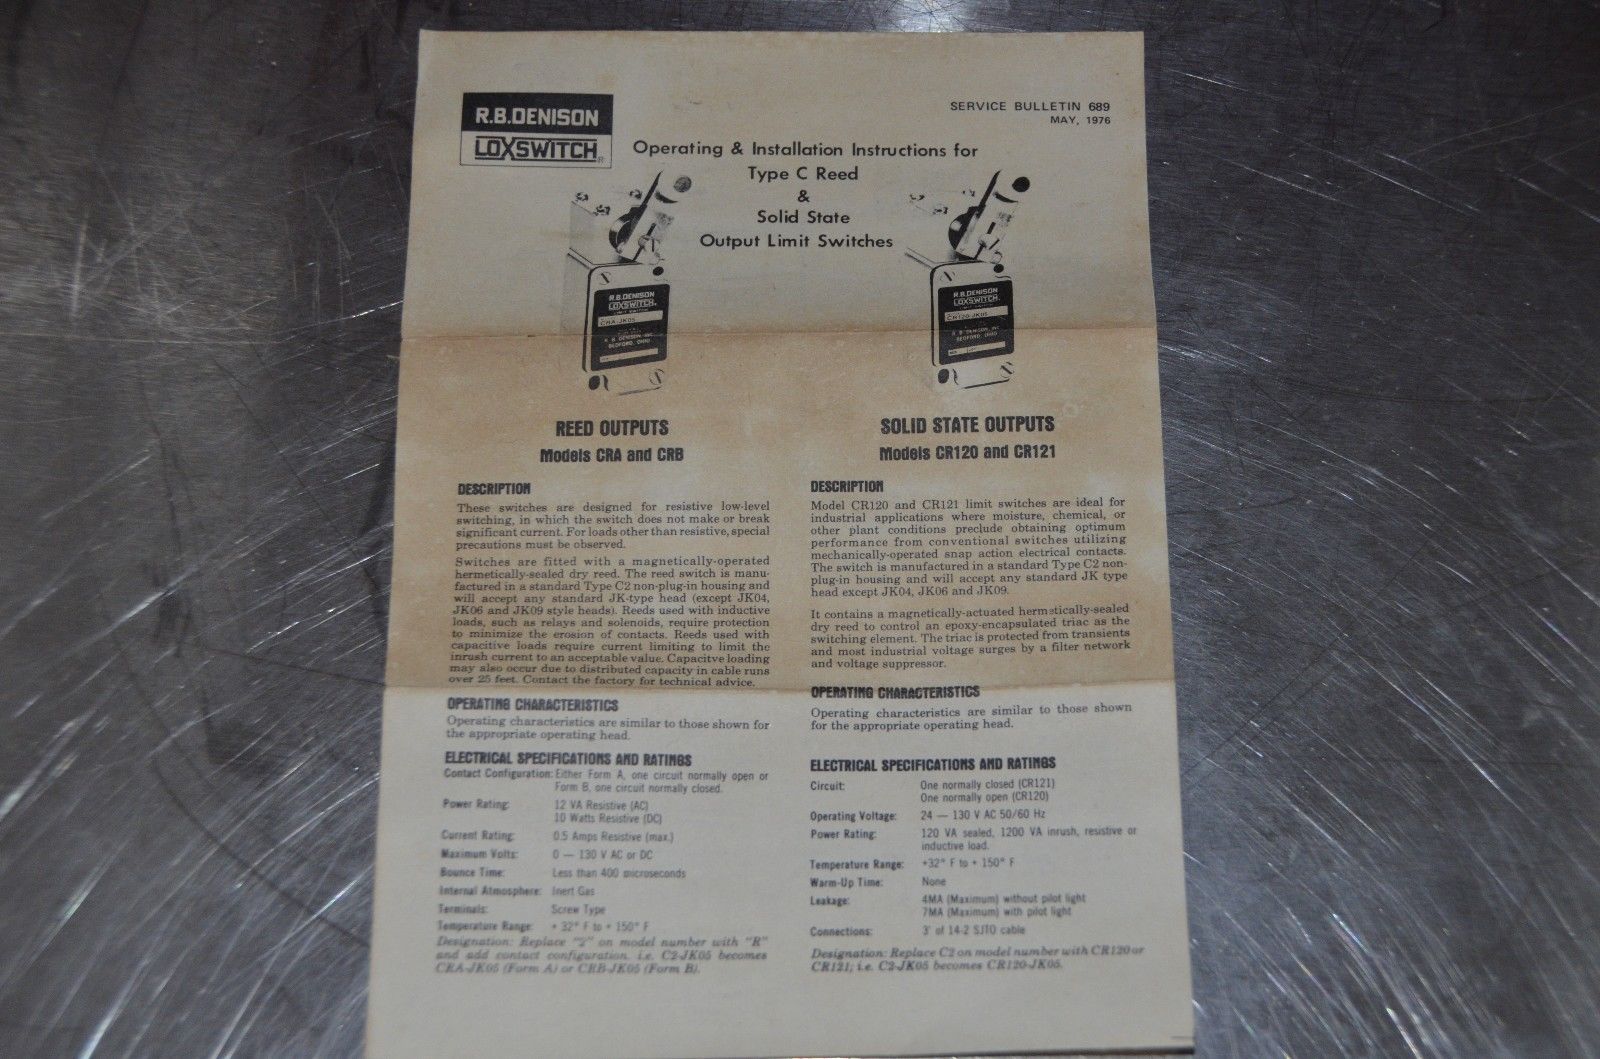 R.B.DENISON
LOXSWITCH®
SERVICE BULLETIN 689
MAY, 1976
Operating & Installation Instructions for
Type C Reed
&
Solid State
Output Limit Switches
R.B.DENISON
LOXSWITCH
LIMIT SWITCH
CRA-JK05
R. B. DENISON, INC.
BEDFORD, OHIO
R.B.DENISON
LOXSWITCH
CR120-JK05
R. B. DENISON, INC.
BEDFORD, OHIO
REED OUTPUTS
Models CRA and CRB
DESCRIPTION
These switches are designed for resistive low-level
switching, in which the switch does not make or break
significant current. For loads other than resistive, special
precautions must be observed.
Switches are fitted with a magnetically-operated
hermetically-sealed dry reed. The reed switch is manu-
factured in a standard Type C2 non-plug-in housing and
will accept any standard JK-type head (except JK04,
JK06 and JK09 style heads). Reeds used with inductive
loads, such as relays and solenoids, require protection
to minimize the erosion of contacts. Reeds used with
capacitive loads require current limiting to limit the
inrush current to an acceptable value. Capacitve loading
may also occur due to distributed capacity in cable runs
over 25 feet. Contact the factory for technical advice.
OPERATING CHARACTERISTICS
Operating characteristics are similar to those shown for
the appropriate operating head.
ELECTRICAL SPECIFICATIONS AND RATINGS
Contact Configuration: Either Form A, one circuit normally open or
Form B, one circuit normally closed.
Power Rating: 12 VA Resistive (AC)
10 Watts Resistive (DC)
Current Rating: 0.5 Amps Resistive (max.)
Maximum Volts: 0 — 130 V AC or DC
Bounce Time: Less than 400 microseconds
Internal Atmosphere: Inert Gas
Terminals: Screw Type
Temperature Range: + 32° F to + 150° F
Designation: Replace "2" on model number with "R"
and add contact configuration. i.e. C2-JK05 becomes
CRA-JK05 (Form A) or CRB-JK05 (Form B).
SOLID STATE OUTPUTS
Models CR120 and CR121
DESCRIPTION
Model CR120 and CR121 limit switches are ideal for
industrial applications where moisture, chemical, or
other plant conditions preclude obtaining optimum
performance from conventional switches utilizing
mechanically-operated snap action electrical contacts.
The switch is manufactured in a standard Type C2 non-
plug-in housing and will accept any standard JK type
head except JK04, JK06 and JK09.
It contains a magnetically-actuated hermetically-sealed
dry reed to control an epoxy-encapsulated triac as the
switching element. The triac is protected from transients
and most industrial voltage surges by a filter network
and voltage suppressor.
OPERATING CHARACTERISTICS
Operating characteristics are similar to those shown
for the appropriate operating head.
ELECTRICAL SPECIFICATIONS AND RATINGS
Circuit: One normally closed (CR121)
One normally open (CR120)
Operating Voltage: 24 — 130 V AC 50/60 Hz
Power Rating: 120 VA sealed, 1200 VA inrush, resistive or
inductive load.
Temperature Range: +32° F to + 150° F
Warm-Up Time: None
Leakage: 4MA (Maximum) without pilot light
7MA (Maximum) with pilot light
Connections: 3' of 14-2 SJTO cable
Designation: Replace C2 on model number with CR120 or
CR121; i.e. C2-JK05 becomes CR120-JK05.